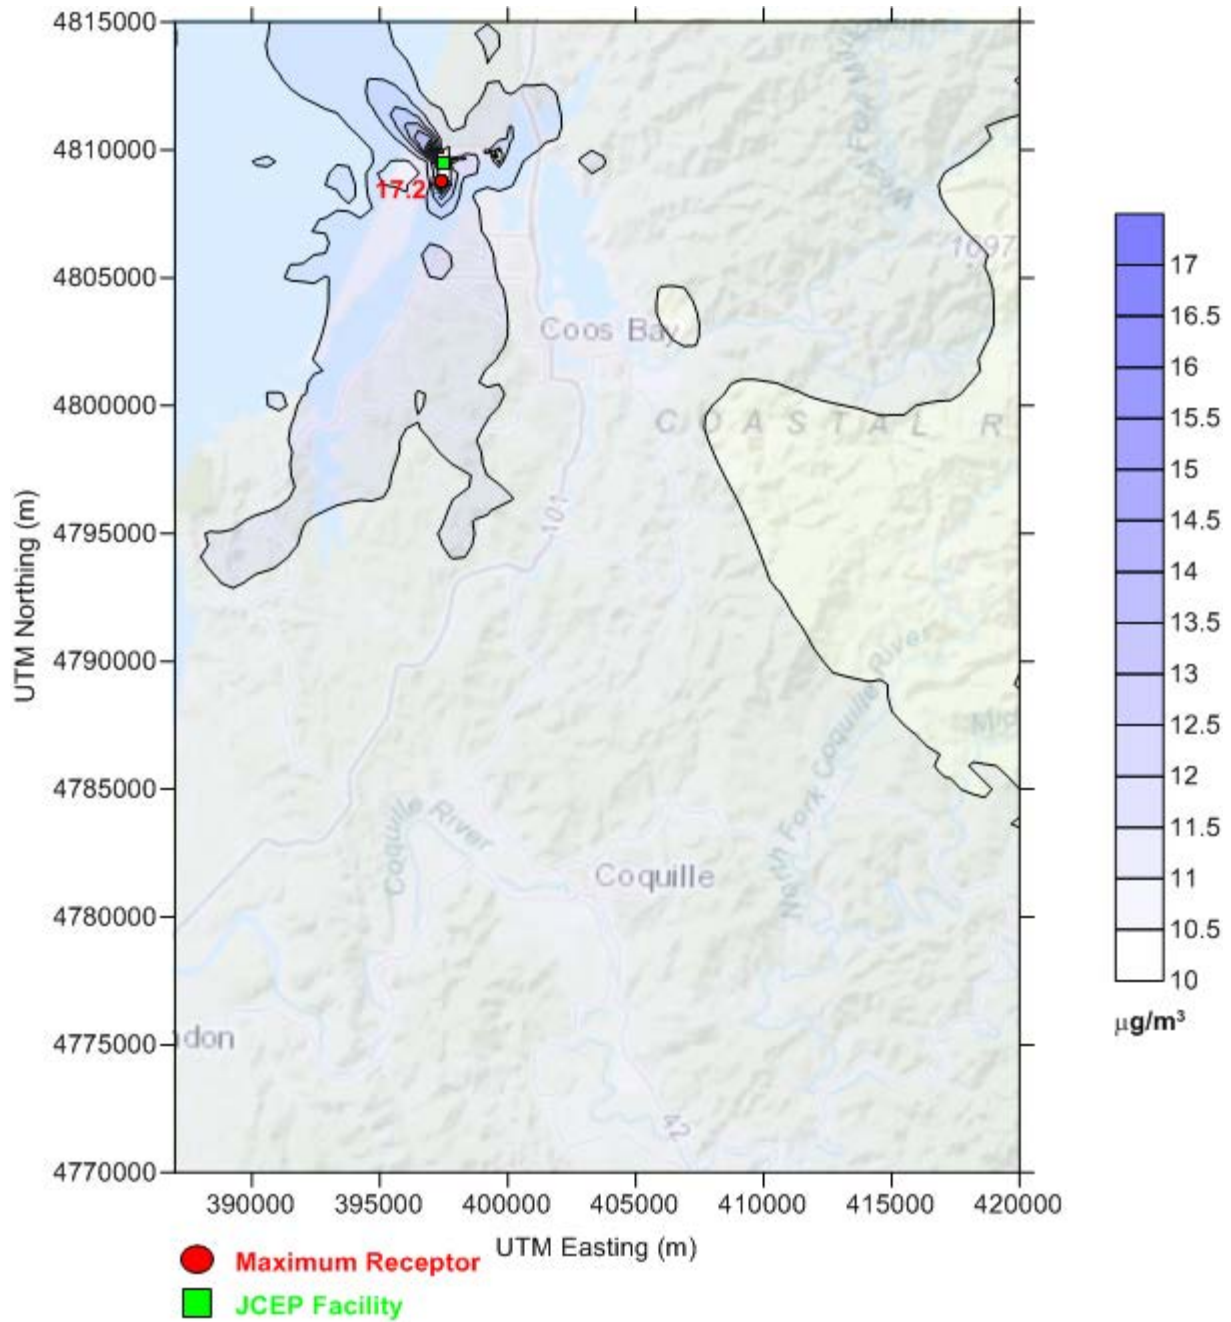 4815000
4810000
4805000
4800000
4795000
4790000
4785000
4780000
4775000
4770000
UTM Northing (m)
390000 395000 400000 405000 410000 415000 420000
UTM Easting (m)
17.2
1097
Coos Bay
COASTAL R
101
North Fork Coquille River
Mid
Coquille River
Coquille
don
42
17
16.5
16
15.5
15
14.5
14
13.5
13
12.5
12
11.5
11
10.5
10
µg/m³
Maximum Receptor
JCEP Facility